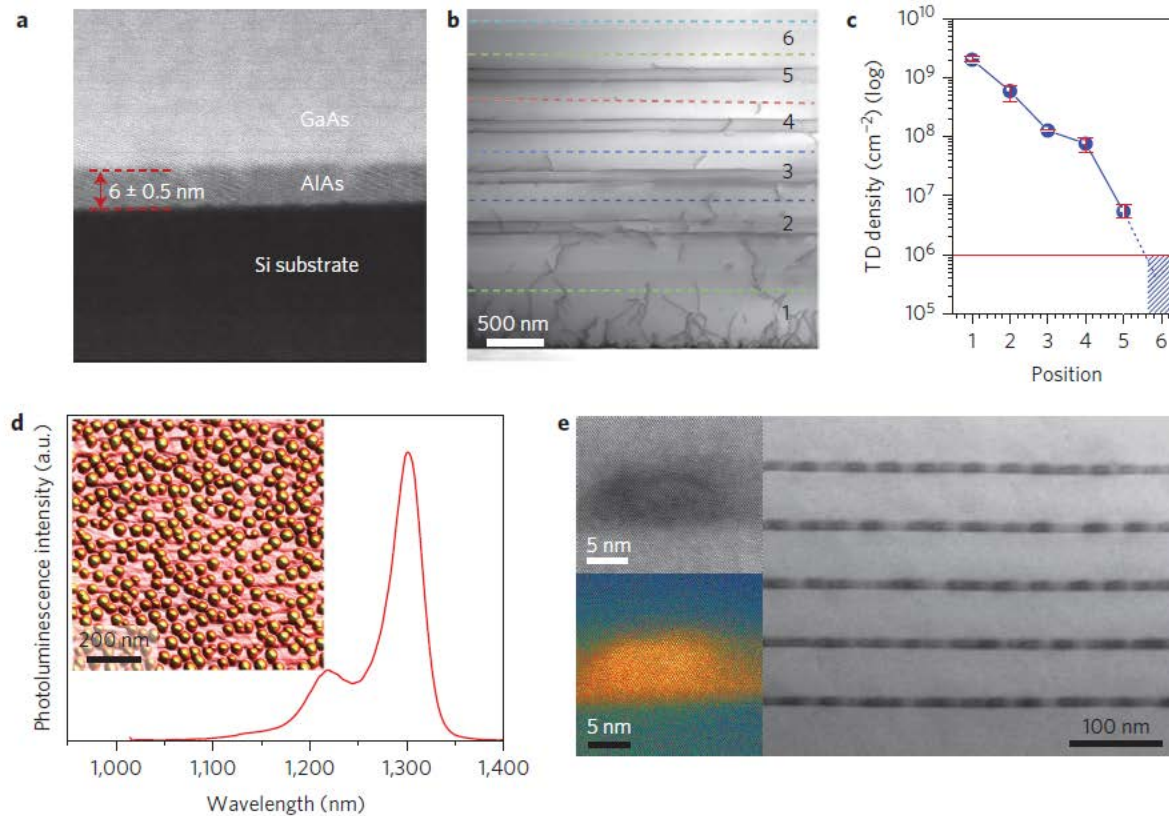 a
GaAs
AlAs
6 ± 0.5 nm
Si substrate
b
6
5
4
3
2
1
500 nm
c
TD density (cm⁻²) (log)
10¹⁰
10⁹
10⁸
10⁷
10⁶
10⁵
1 2 3 4 5 6
Position
d
Photoluminescence intensity (a.u.)
200 nm
1,000 1,100 1,200 1,300 1,400
Wavelength (nm)
e
5 nm
5 nm
100 nm